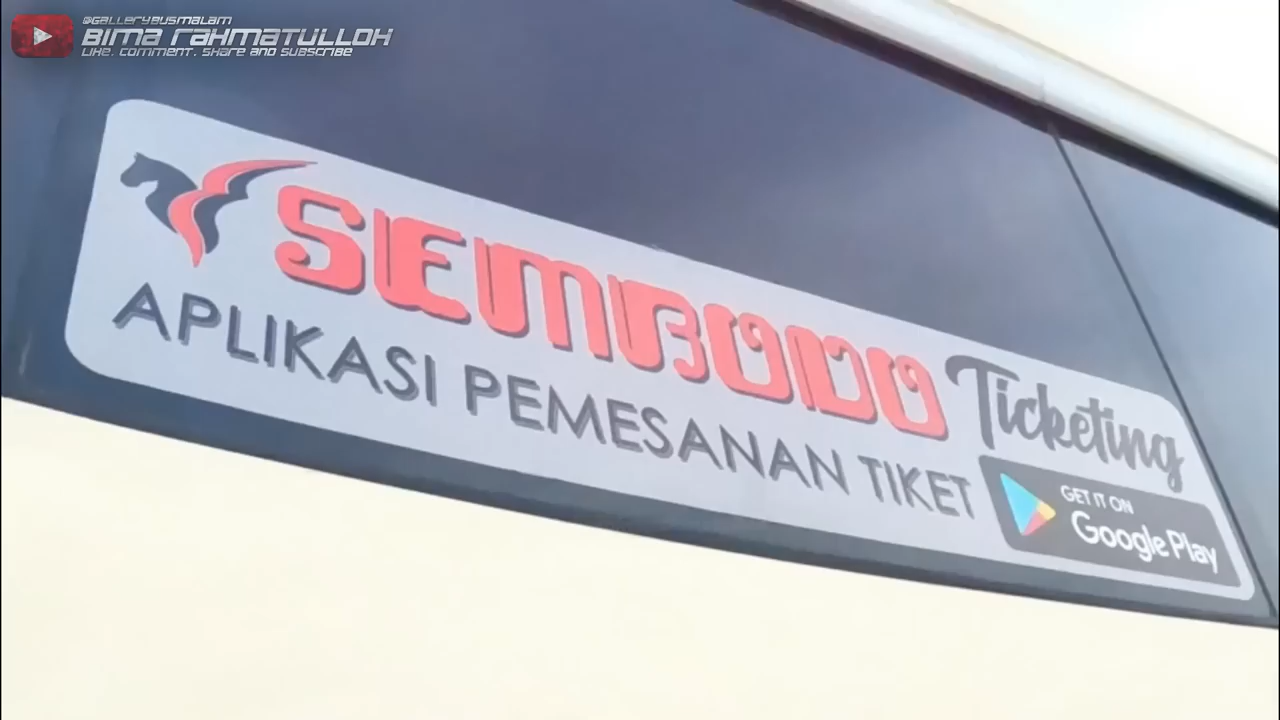 @GALLERYBUSMALAM
BIMA RAHMATULLOH
LIKE, COMMENT, SHARE AND SUBSCRIBE
SEMBODO Ticketing
APLIKASI PEMESANAN TIKET
GET IT ON
Google Play